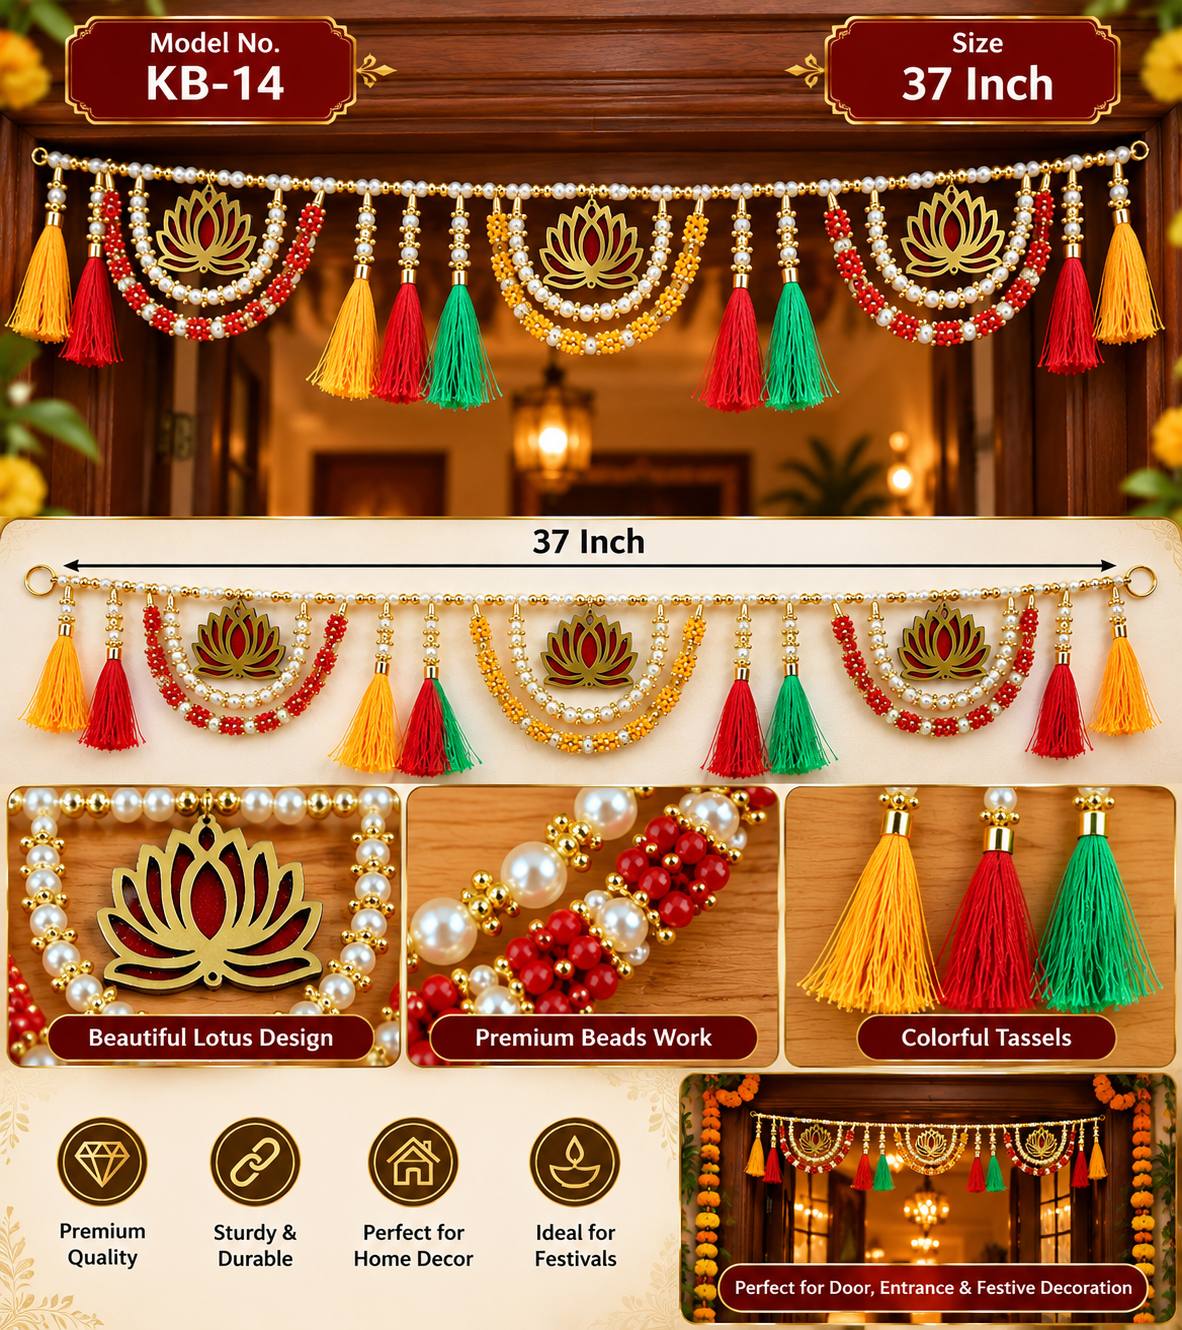 Model No.
KB-14
Size
37 Inch
37 Inch
Beautiful Lotus Design
Premium Beads Work
Colorful Tassels
Premium
Quality
Sturdy &
Durable
Perfect for
Home Decor
Ideal for
Festivals
Perfect for Door, Entrance & Festive Decoration